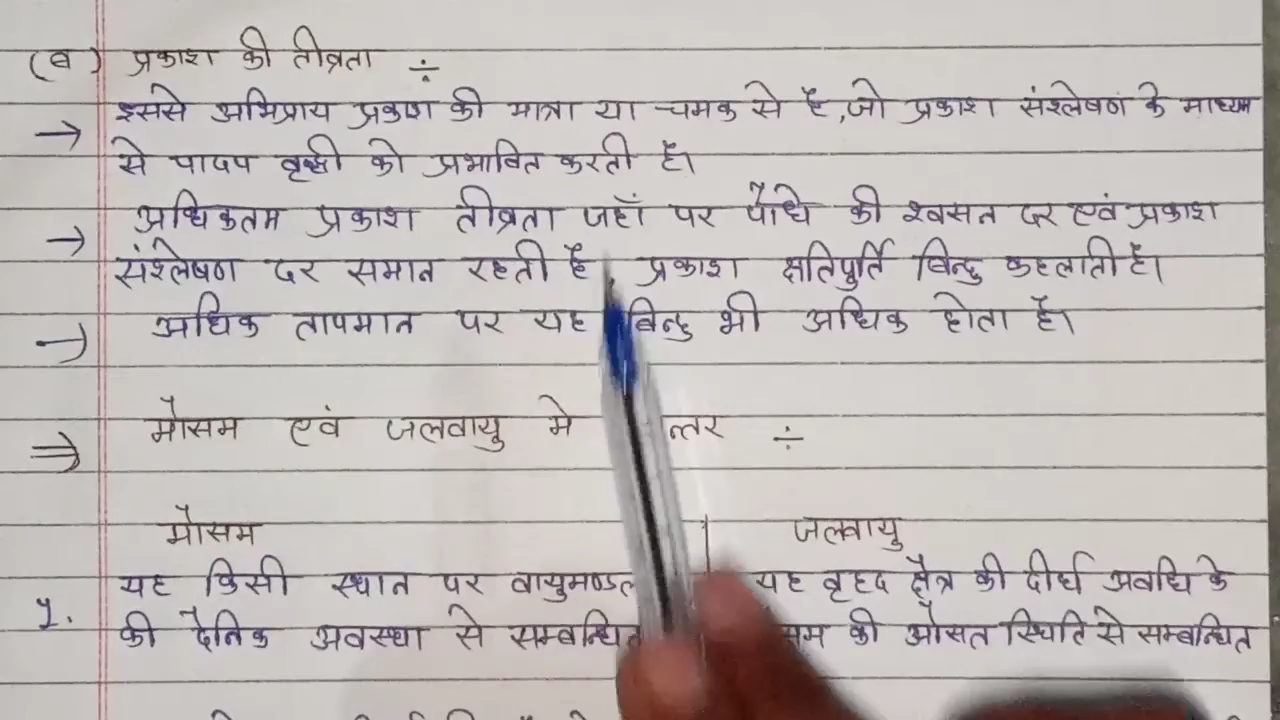 (ब) प्रकाश की तीव्रता ÷
→ इससे अभिप्राय प्रकाश की मात्रा या चमक से है, जो प्रकाश संश्लेषण के माध्यम
से पादप वृद्धी को प्रभावित करती है।
→ अधिकतम प्रकाश तीव्रता जहाँ पर पौधे की श्वसन दर एवं प्रकाश
संश्लेषण दर समान रहती है प्रकाश क्षतिपुर्ति बिन्दु कहलाती है।
→ अधिक तापमान पर यह बिन्दु भी अधिक होता है।
⇒ मौसम एवं जलवायु मे न्तर ÷
मौसम जलवायु
1. यह किसी स्थान पर वायुमण्डल यह वृहद क्षैत्र की दीर्घ अवधि के
की दैनिक अवस्था से सम्बन्धित की औसत स्थिति से सम्बन्धित